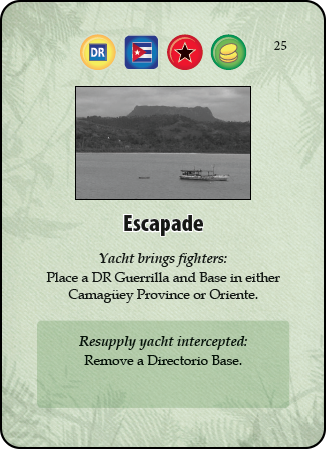 DR
25
Escapade
Yacht brings fighters:
Place a DR Guerrilla and Base in either
Camagüey Province or Oriente.
Resupply yacht intercepted:
Remove a Directorio Base.